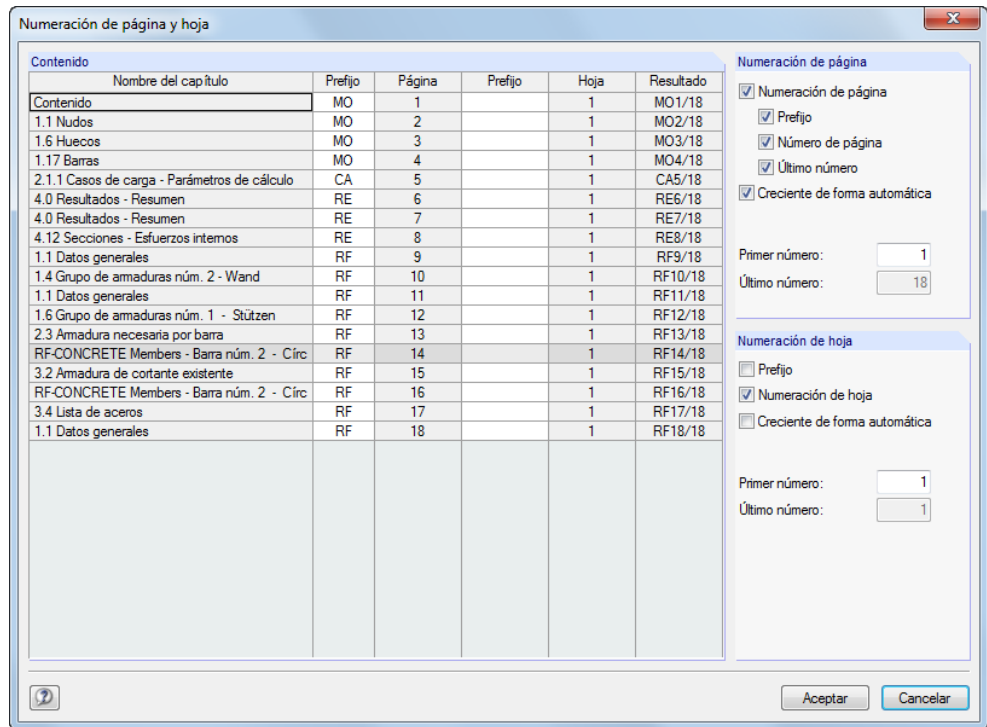 Numeración de página y hoja
Contenido
Nombre del capítulo Prefijo Página Prefijo Hoja Resultado
Contenido MO 1 1 MO1/18
1.1 Nudos MO 2 1 MO2/18
1.6 Huecos MO 3 1 MO3/18
1.17 Barras MO 4 1 MO4/18
2.1.1 Casos de carga - Parámetros de cálculo CA 5 1 CA5/18
4.0 Resultados - Resumen RE 6 1 RE6/18
4.0 Resultados - Resumen RE 7 1 RE7/18
4.12 Secciones - Esfuerzos internos RE 8 1 RE8/18
1.1 Datos generales RF 9 1 RF9/18
1.4 Grupo de armaduras núm. 2 - Wand RF 10 1 RF10/18
1.1 Datos generales RF 11 1 RF11/18
1.6 Grupo de armaduras núm. 1 - Stützen RF 12 1 RF12/18
2.3 Armadura necesaria por barra RF 13 1 RF13/18
RF-CONCRETE Members - Barra núm. 2 - Círc RF 14 1 RF14/18
3.2 Armadura de cortante existente RF 15 1 RF15/18
RF-CONCRETE Members - Barra núm. 2 - Círc RF 16 1 RF16/18
3.4 Lista de aceros RF 17 1 RF17/18
1.1 Datos generales RF 18 1 RF18/18
Numeración de página
Numeración de página
Prefijo
Número de página
Último número
Creciente de forma automática
Primer número: 1
Último número: 18
Numeración de hoja
Prefijo
Numeración de hoja
Creciente de forma automática
Primer número: 1
Último número: 1
Aceptar Cancelar